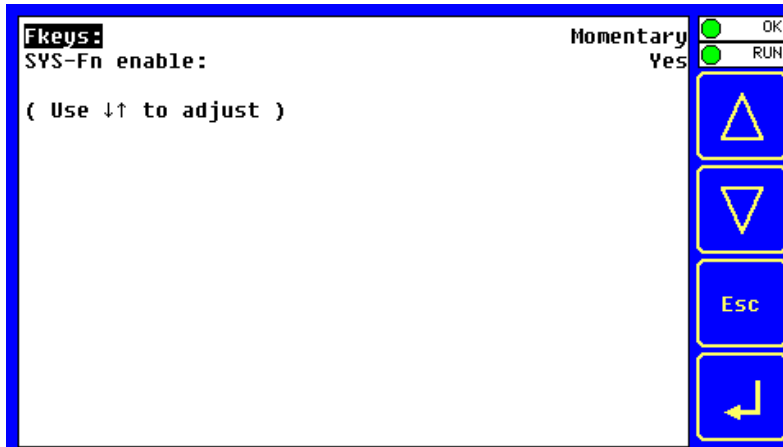 Fkeys: Momentary
SYS-Fn enable: Yes
( Use ↓↑ to adjust )
OK
RUN
Esc